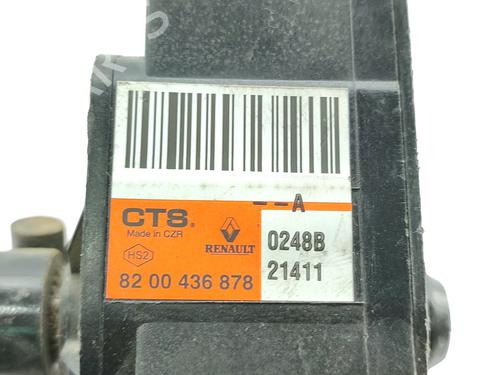 --A
CTS®
Made in CZR
HS2
RENAULT
0248B
21411
82 00 436 878